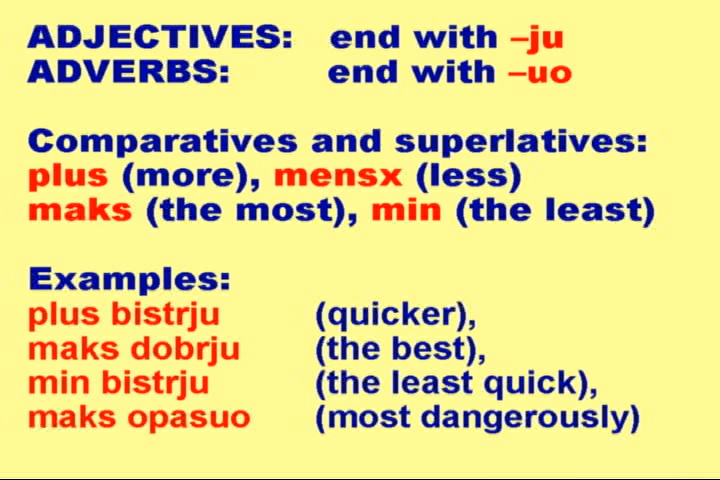 ADJECTIVES: end with –ju
ADVERBS: end with –uo
Comparatives and superlatives:
plus (more), mensx (less)
maks (the most), min (the least)
Examples:
plus bistrju (quicker),
maks dobrju (the best),
min bistrju (the least quick),
maks opasuo (most dangerously)